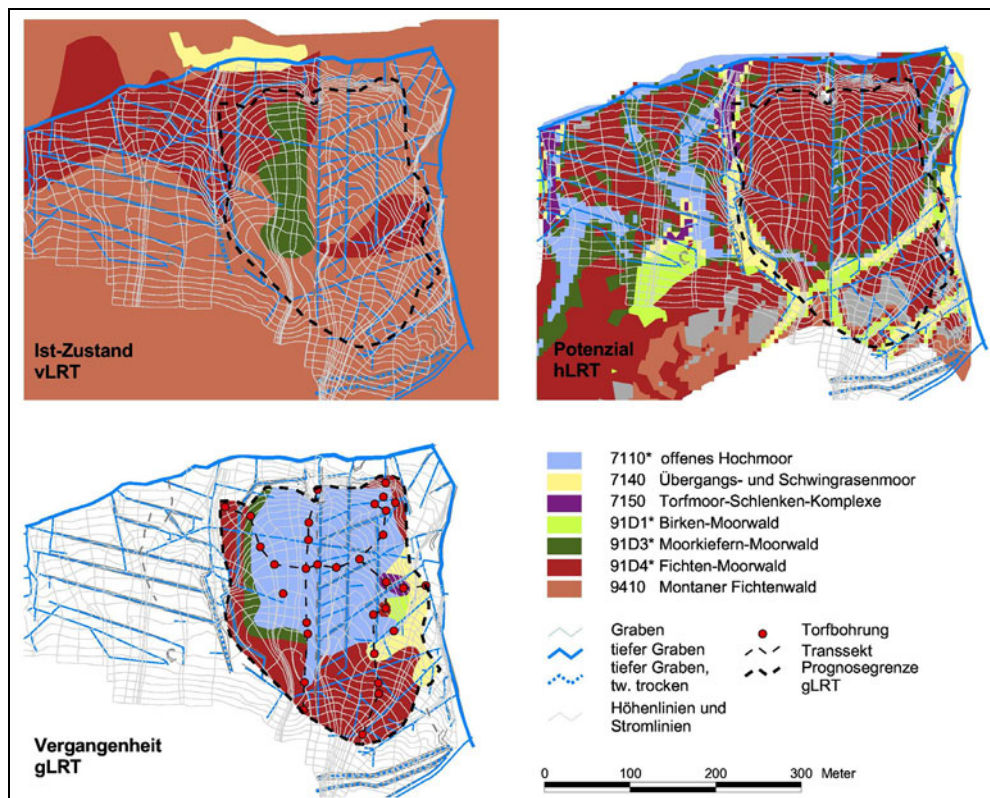 Ist-Zustand
vLRT
Potenzial
hLRT
Vergangenheit
gLRT
7110* offenes Hochmoor
7140 Übergangs- und Schwingrasenmoor
7150 Torfmoor-Schlenken-Komplexe
91D1* Birken-Moorwald
91D3* Moorkiefern-Moorwald
91D4* Fichten-Moorwald
9410 Montaner Fichtenwald
Graben
tiefer Graben
tiefer Graben,
tw. trocken
Höhenlinien und
Stromlinien
Torfbohrung
Transsekt
Prognosegrenze
gLRT
0 100 200 300 Meter